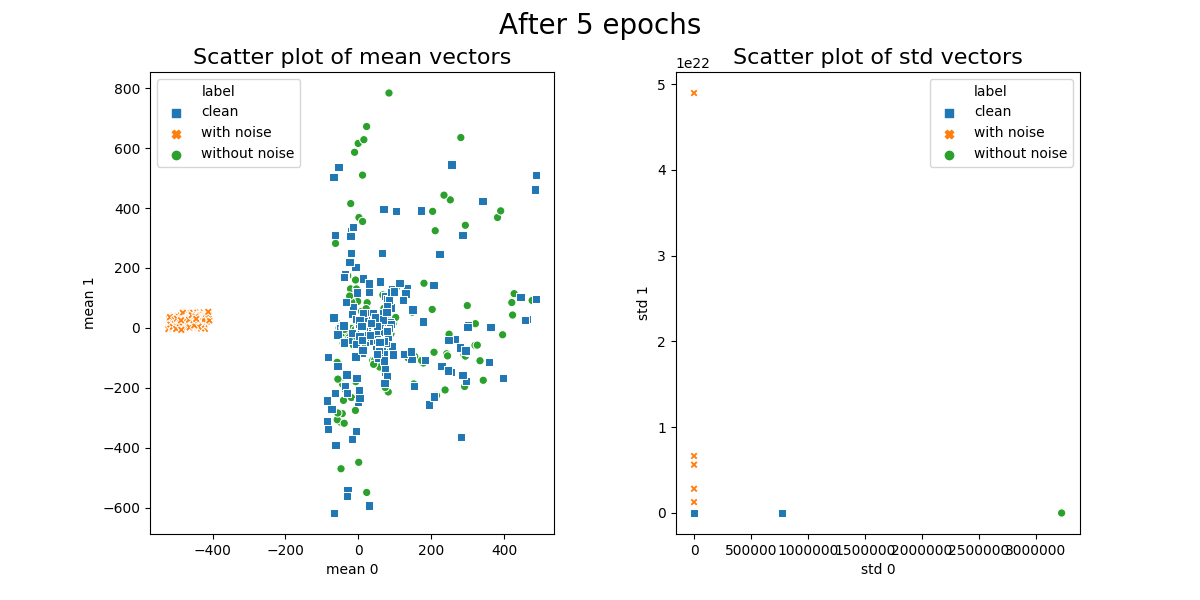 After 5 epochs
Scatter plot of mean vectors
label
clean
with noise
without noise
800
600
400
200
0
−200
−400
−600
mean 1
−400
−200
0
200
400
mean 0
Scatter plot of std vectors
1e22
label
clean
with noise
without noise
5
4
3
2
1
0
std 1
0
500000
1000000
1500000
2000000
2500000
3000000
std 0